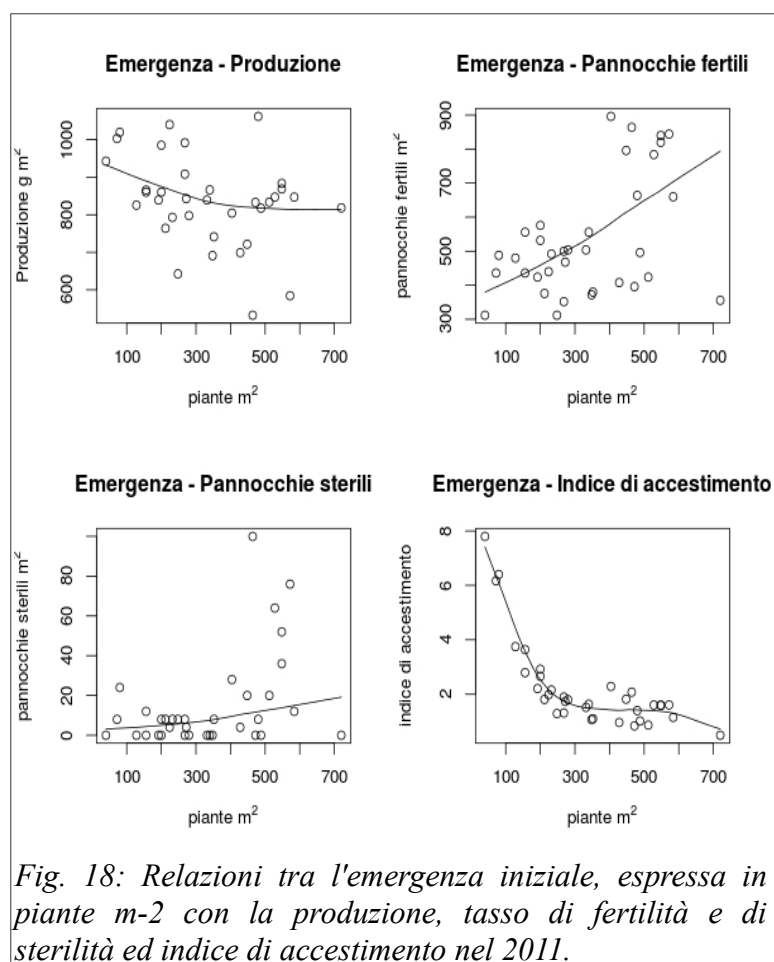 Emergenza - Produzione
Produzione g m²
1000
800
600
100 300 500 700
piante m²
Emergenza - Pannocchie fertili
pannocchie fertili m²
900
700
500
300
100 300 500 700
piante m²
Emergenza - Pannocchie sterili
pannocchie sterili m²
80
60
40
20
0
100 300 500 700
piante m²
Emergenza - Indice di accestimento
indice di accestimento
8
6
4
2
100 300 500 700
piante m²
Fig. 18: Relazioni tra l'emergenza iniziale, espressa in
piante m-2 con la produzione, tasso di fertilità e di
sterilità ed indice di accestimento nel 2011.